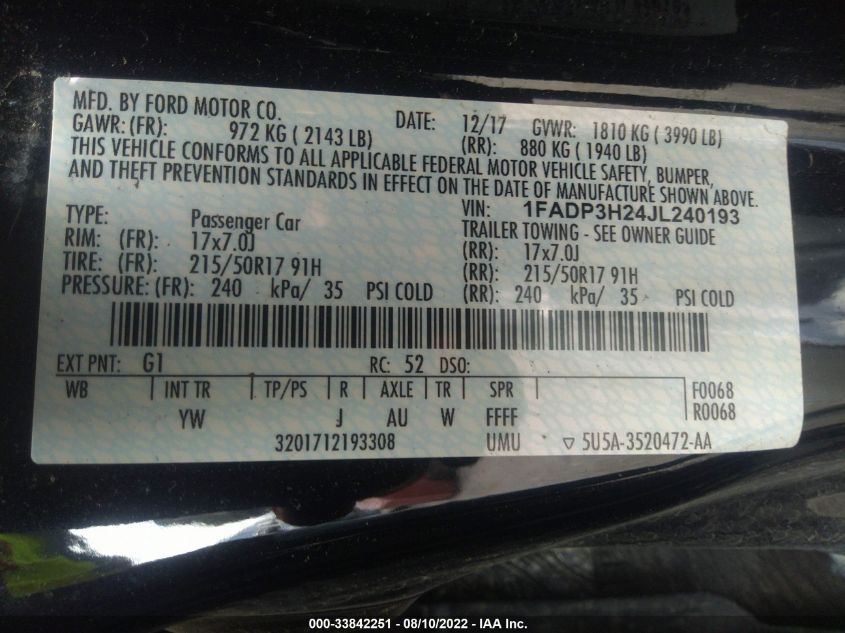 MFD. BY FORD MOTOR CO. DATE: 12/17 GVWR: 1810 KG ( 3990 LB)
GAWR: (FR): 972 KG ( 2143 LB) (RR): 880 KG ( 1940 LB)
THIS VEHICLE CONFORMS TO ALL APPLICABLE FEDERAL MOTOR VEHICLE SAFETY, BUMPER,
AND THEFT PREVENTION STANDARDS IN EFFECT ON THE DATE OF MANUFACTURE SHOWN ABOVE.
VIN: 1FADP3H24JL240193
TYPE: Passenger Car TRAILER TOWING - SEE OWNER GUIDE
RIM: (FR): 17x7.0J (RR): 17x7.0J
TIRE: (FR): 215/50R17 91H (RR): 215/50R17 91H
PRESSURE: (FR): 240 kPa/ 35 PSI COLD (RR): 240 kPa/ 35 PSI COLD
EXT PNT: G1 RC: 52 DSO:
WB INT TR TP/PS R AXLE TR SPR F0068
YW J AU W FFFF R0068
3201712193308 UMU ▽ 5U5A-3520472-AA
000-33842251 - 08/10/2022 - IAA Inc.